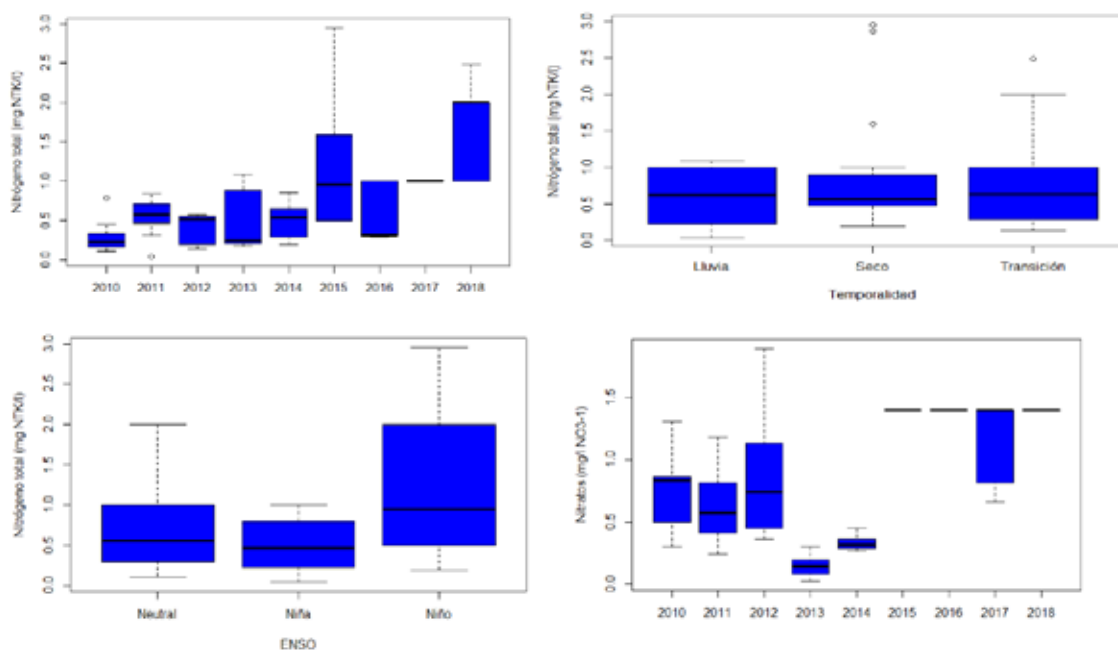 Nitrógeno total (mg NTK/l)
3.0
2.5
2.0
1.5
1.0
0.5
0.0
2010 2011 2012 2013 2014 2015 2016 2017 2018
Nitrógeno total (mg NTK/l)
3.0
2.5
2.0
1.5
1.0
0.5
0.0
Lluvia Seco Transición
Temporalidad
Nitrógeno total (mg NTK/l)
3.0
2.5
2.0
1.5
1.0
0.5
0.0
Neutral Niña Niño
ENSO
Nitratos (mg/l NO3-1)
1.5
1.0
0.5
0.0
2010 2011 2012 2013 2014 2015 2016 2017 2018